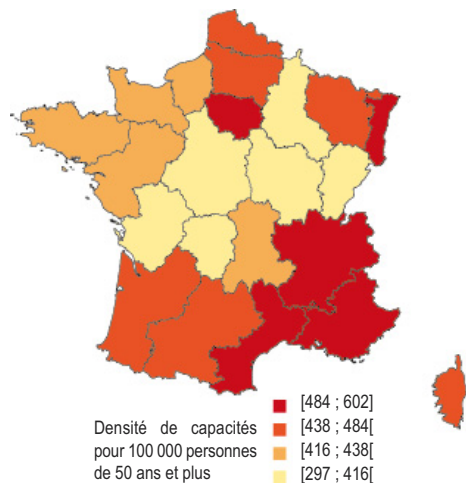 [484 ; 602]
Densité de capacités [438 ; 484[
pour 100 000 personnes [416 ; 438[
de 50 ans et plus [297 ; 416[